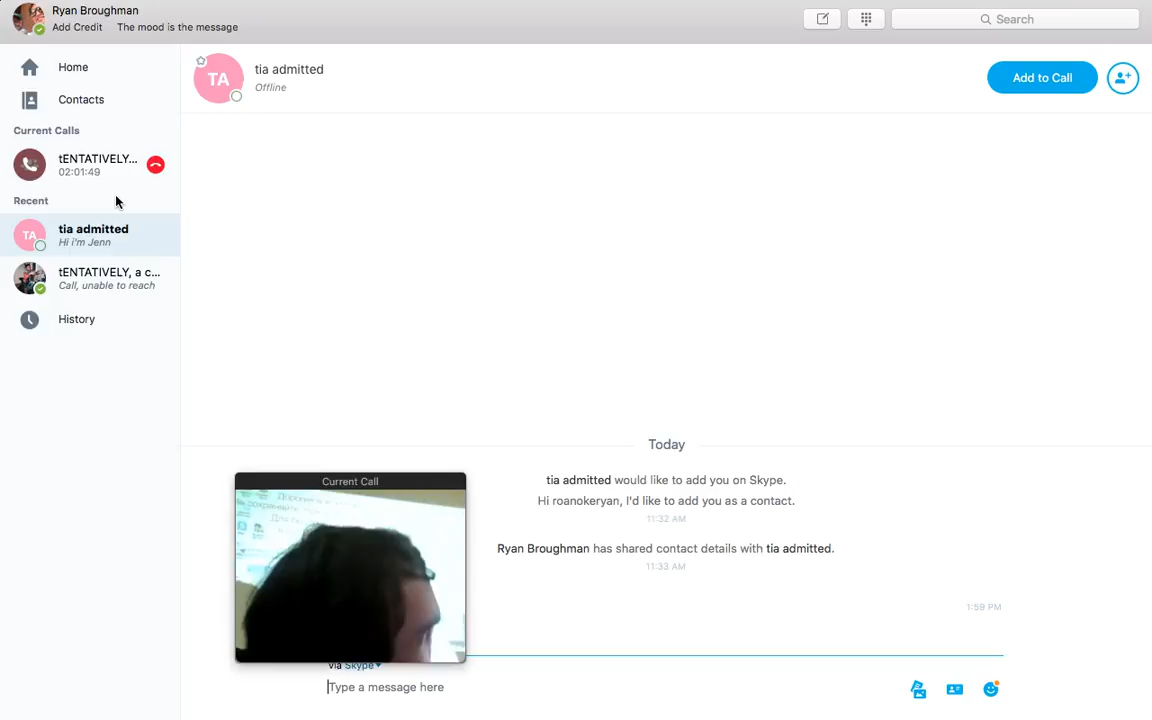 Ryan Broughman
Add Credit The mood is the message
Search
Home
Contacts
Current Calls
tENTATIVELY...
02:01:49
Recent
TA
tia admitted
Hi i'm Jenn
tENTATIVELY, a c...
Call, unable to reach
History
TA
tia admitted
Offline
Add to Call
Today
tia admitted would like to add you on Skype.
Hi roanokeryan, I'd like to add you as a contact.
11:32 AM
Ryan Broughman has shared contact details with tia admitted.
11:33 AM
1:59 PM
Current Call
via Skype
Type a message here